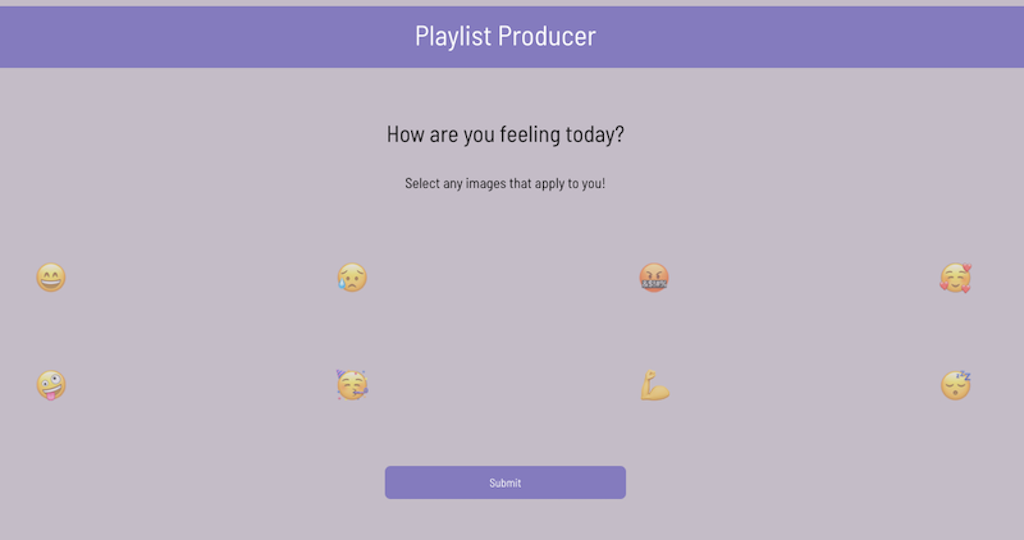 Playlist Producer
How are you feeling today?
Select any images that apply to you!
Submit